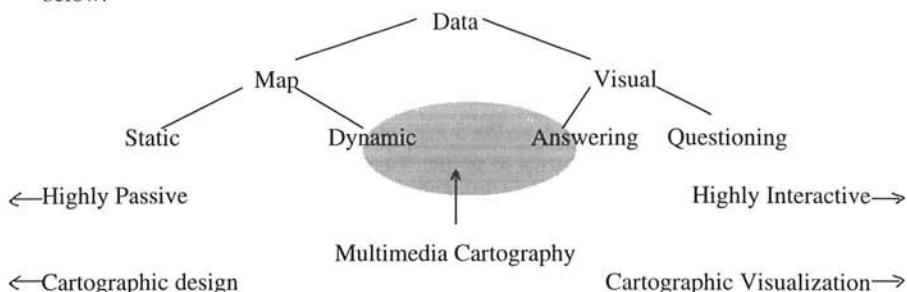 below.
Data
Map Visual
Static Dynamic Answering Questioning
Highly Passive Highly Interactive
Multimedia Cartography
Cartographic design Cartographic Visualization